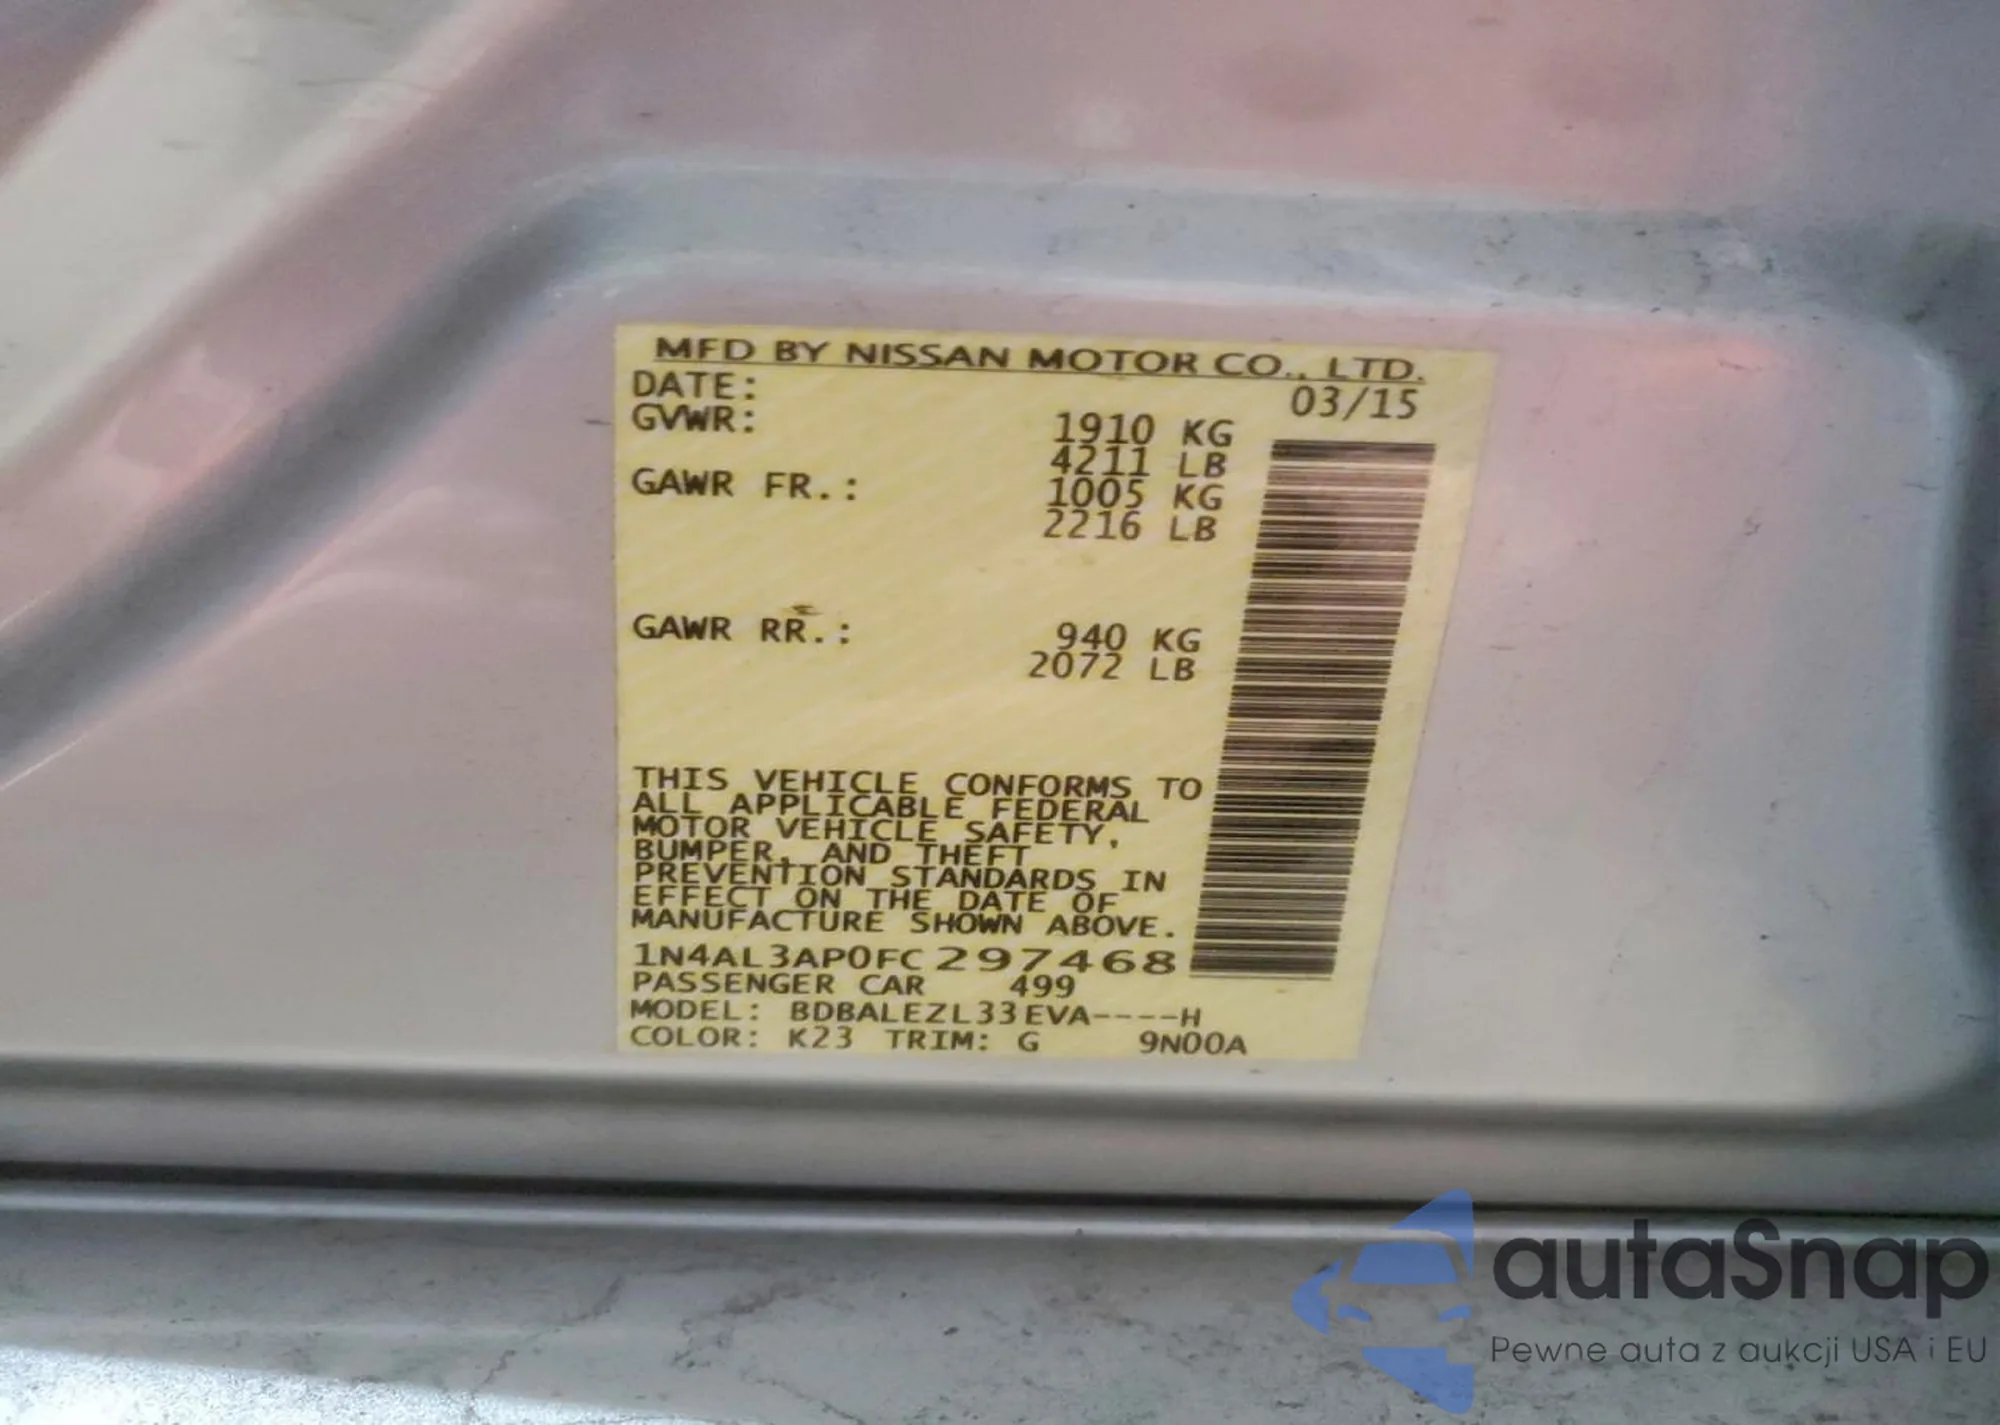 MFD BY NISSAN MOTOR CO., LTD.
DATE: 03/15
GVWR: 1910 KG
4211 LB
GAWR FR.: 1005 KG
2216 LB
GAWR RR.: 940 KG
2072 LB
THIS VEHICLE CONFORMS TO
ALL APPLICABLE FEDERAL
MOTOR VEHICLE SAFETY,
BUMPER, AND THEFT
PREVENTION STANDARDS IN
EFFECT ON THE DATE OF
MANUFACTURE SHOWN ABOVE.
1N4AL3AP0FC297468
PASSENGER CAR 499
MODEL: BDBALEZL33EVA----H
COLOR: K23 TRIM: G 9N00A
autaSnap
Pewne auta z aukcji USA i EU